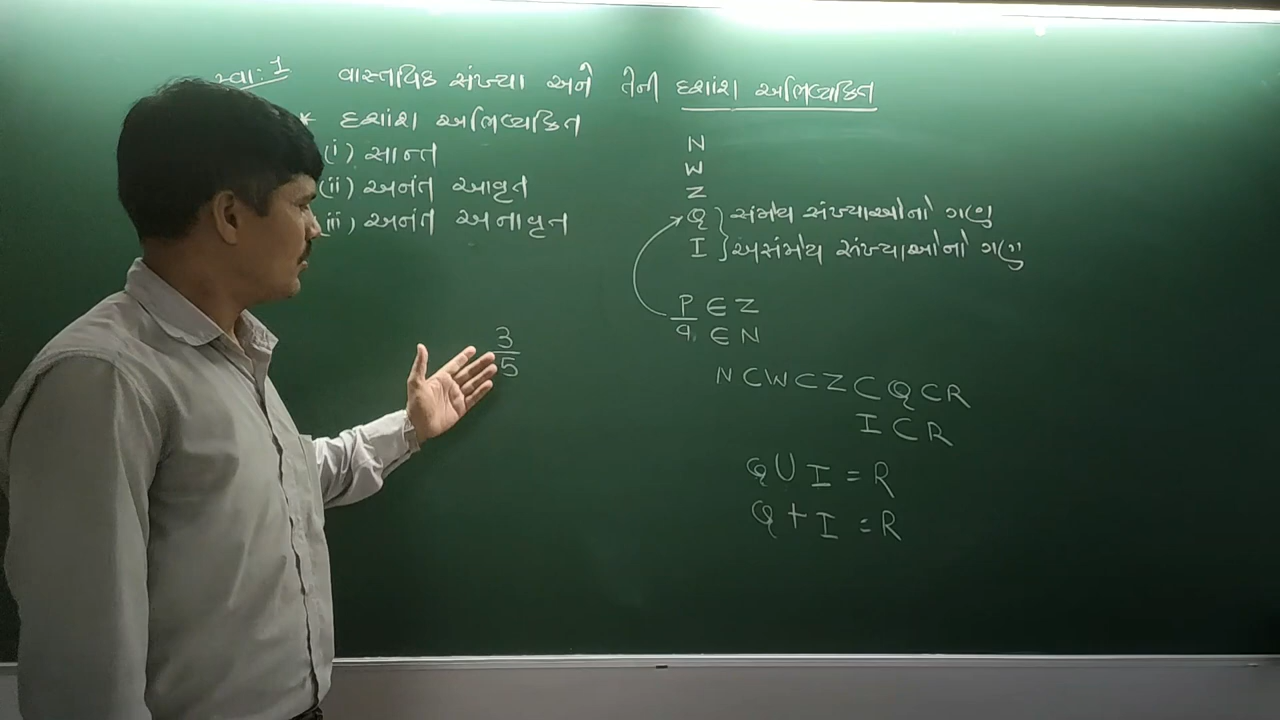 સ્વા: 1 વાસ્તવિક સંખ્યા અને તેની દશાંશ અભિવ્યક્તિ
* દશાંશ અભિવ્યક્તિ
(i) સાન્ત
(ii) અનંત આવૃત
(iii) અનંત અનાવૃત
3
5
N
W
Z
Q } સંમેય સંખ્યાઓનો ગણ
I } અસંમેય સંખ્યાઓનો ગણ
P ∈ Z
q ∈ N
N ⊂ W ⊂ Z ⊂ Q ⊂ R
I ⊂ R
Q ∪ I = R
Q + I = R